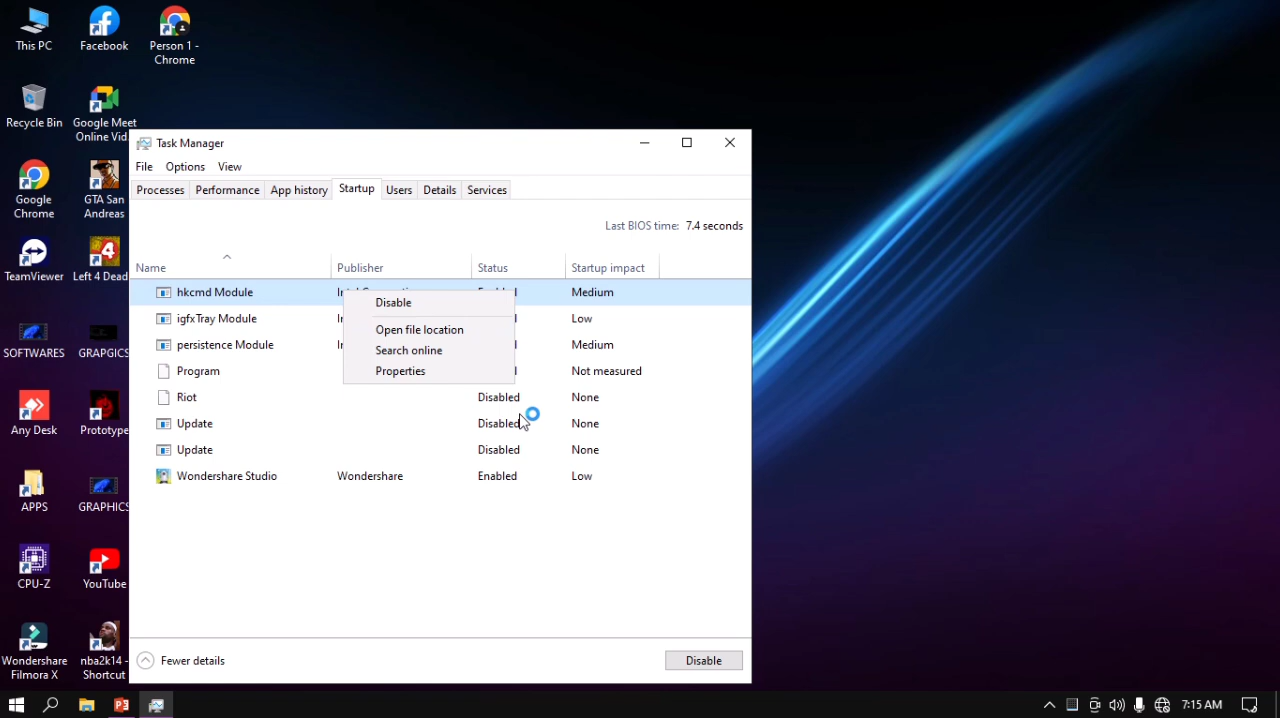 This PC
Facebook
Person 1 -
Chrome
Recycle Bin
Google Meet
Online Vid
Google
Chrome
GTA San
Andreas
TeamViewer
Left 4 Dead
SOFTWARES
GRAPGICS
Any Desk
Prototype
APPS
GRAPHICS
CPU-Z
YouTube
Wondershare
Filmora X
nba2k14 -
Shortcut
Task Manager
File Options View
Processes Performance App history Startup Users Details Services
Last BIOS time: 7.4 seconds
Name Publisher Status Startup impact
hkcmd Module Medium
igfxTray Module Low
persistence Module Medium
Program Not measured
Riot Disabled None
Update Disabled None
Update Disabled None
Wondershare Studio Wondershare Enabled Low
Disable
Open file location
Search online
Properties
Fewer details
Disable
7:15 AM